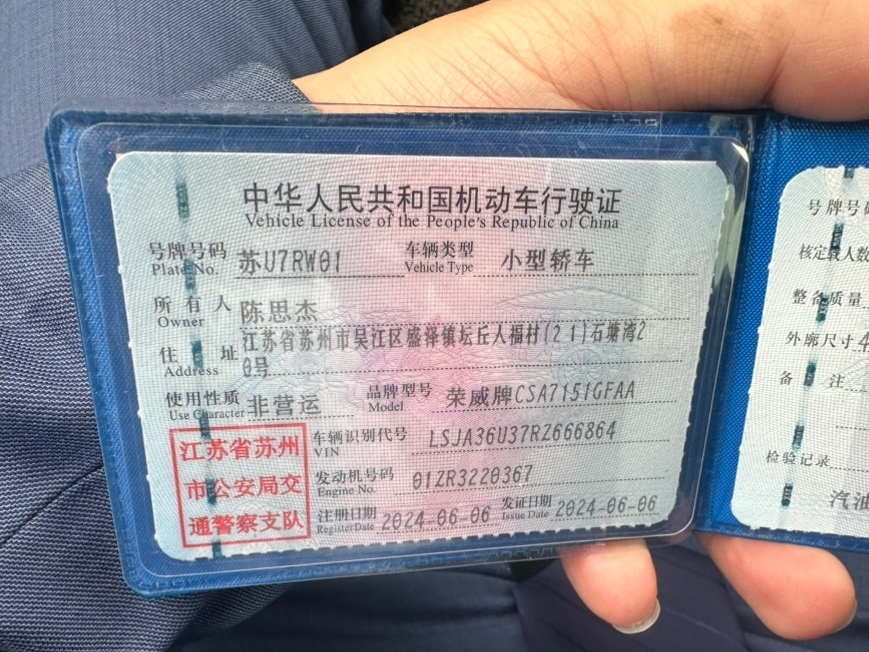 中华人民共和国机动车行驶证
Vehicle License of the People's Republic of China
号牌号码 苏U7RW01 车辆类型 小型轿车
Plate No. Vehicle Type
所有人 陈思杰
Owner
江苏省苏州市吴江区盛泽镇坛丘人福村(21)石塘湾2
住址 0号
Address
使用性质 非营运 品牌型号 荣威牌CSA7151GFAA
Use Character Model
江苏省苏州
市公安局交
通警察支队
车辆识别代号 LSJA36U37RZ666864
VIN
发动机号码 01ZR3220367
Engine No.
注册日期 2024-06-06 发证日期 2024-06-06
Register Date Issue Date
号牌号码
核定载人数
整备质量
外廓尺寸 4
备注
检验记录
汽油